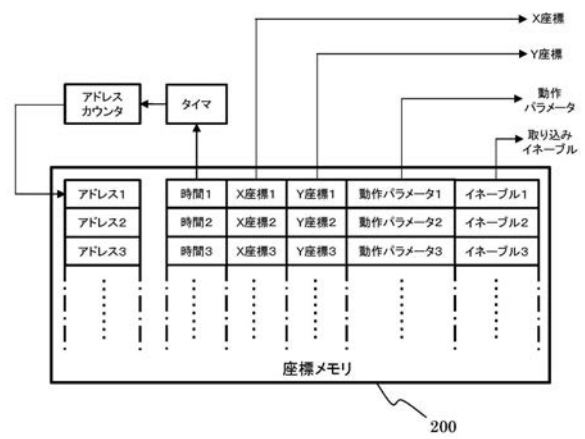 X座標
Y座標
動作
パラメータ
取り込み
イネーブル
アドレス
カウンタ
タイマ
アドレス1 時間1 X座標1 Y座標1 動作パラメータ1 イネーブル1
アドレス2 時間2 X座標2 Y座標2 動作パラメータ2 イネーブル2
アドレス3 時間3 X座標3 Y座標3 動作パラメータ3 イネーブル3
座標メモリ
200